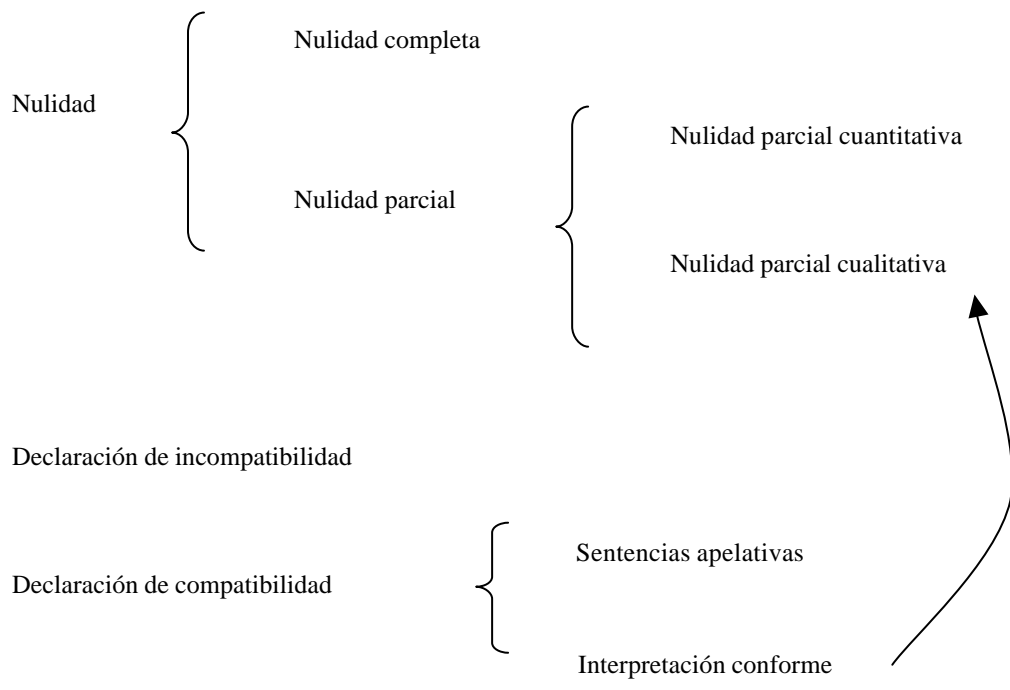 Nulidad completa
Nulidad
Nulidad parcial cuantitativa
Nulidad parcial
Nulidad parcial cualitativa
Declaración de incompatibilidad
Sentencias apelativas
Declaración de compatibilidad
Interpretación conforme